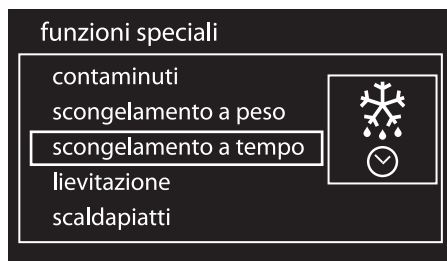 funzioni speciali
contaminuti
scongelamento a peso
scongelamento a tempo
lievitazione
scaldapiatti